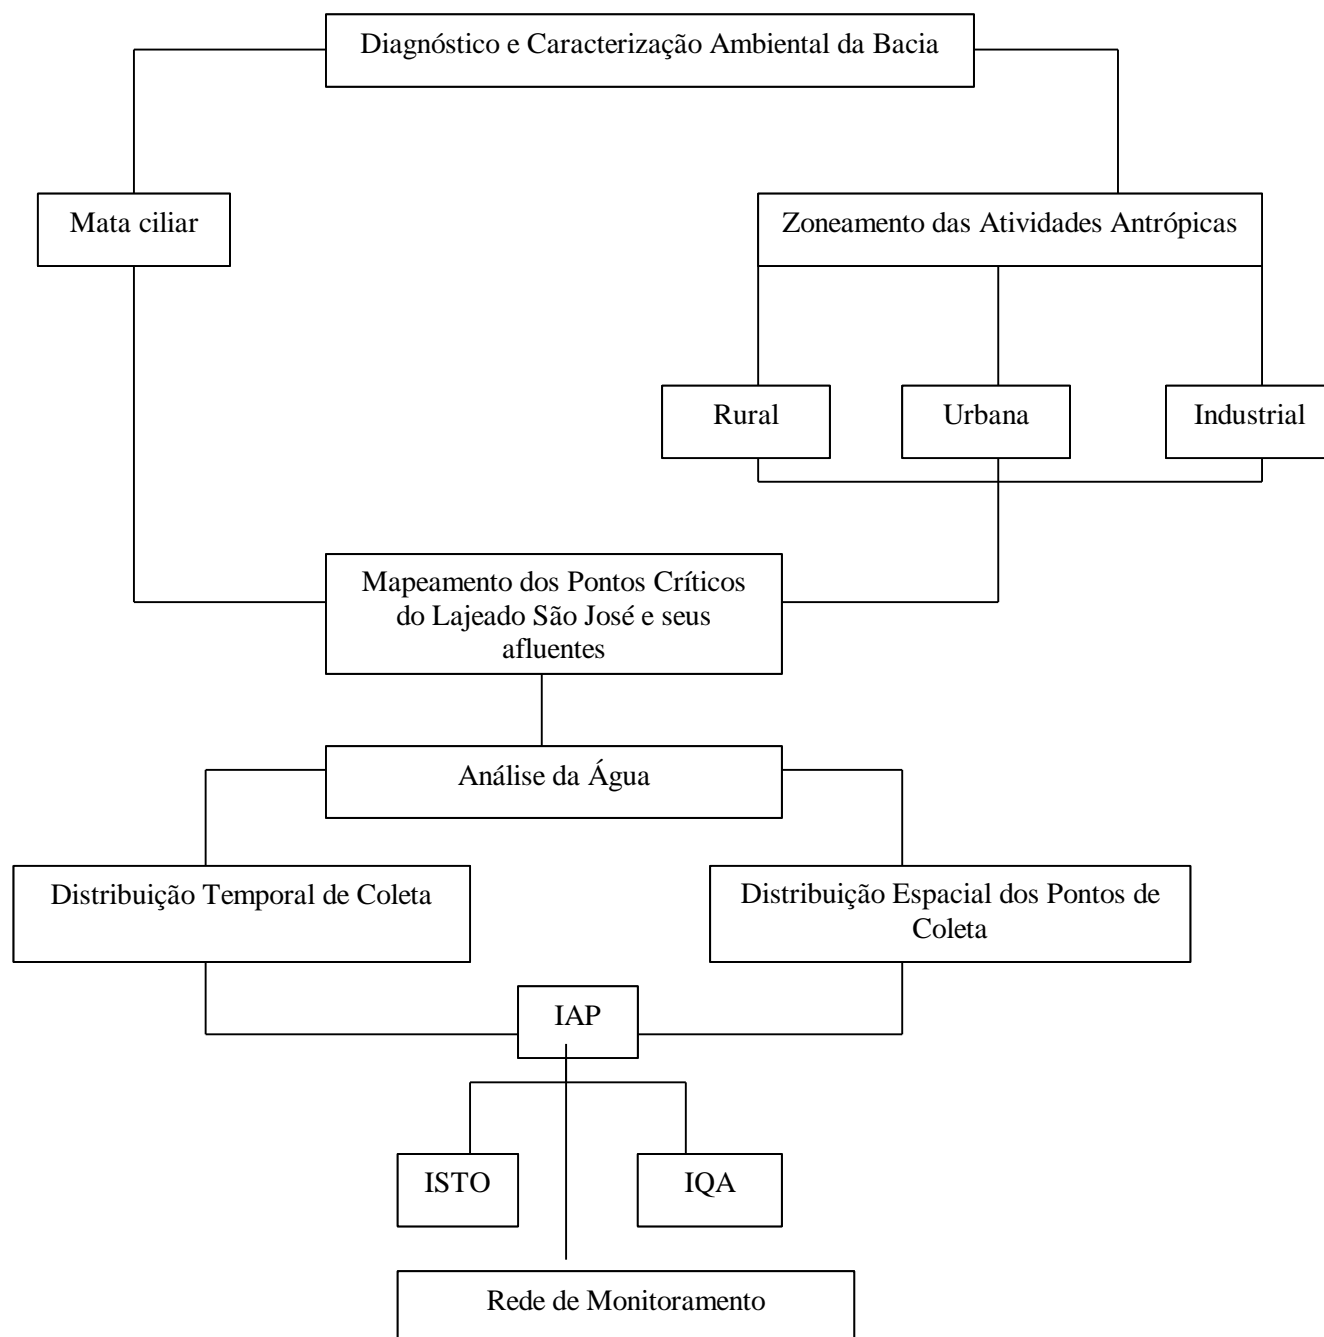 Diagnóstico e Caracterização Ambiental da Bacia
Mata ciliar
Zoneamento das Atividades Antrópicas
Rural
Urbana
Industrial
Mapeamento dos Pontos Críticos
do Lajeado São José e seus
afluentes
Análise da Água
Distribuição Temporal de Coleta
Distribuição Espacial dos Pontos de
Coleta
IAP
ISTO
IQA
Rede de Monitoramento